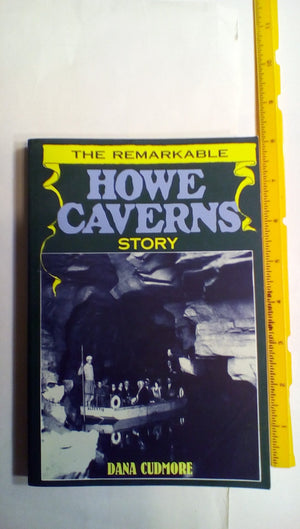 THE REMARKABLE
HOWE
CAVERNS
STORY
DANA CUDMORE